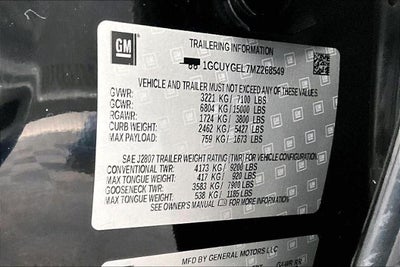 GM
TRAILERING INFORMATION
1GCUYGEL7MZ268549
VEHICLE AND TRAILER MUST NOT EXCEED ANY OF THESE VALUES
GVWR: 3221 KG / 7100 LBS
GCWR: 6804 KG / 15000 LBS
RGAWR: 1724 KG / 3800 LBS
CURB WEIGHT: 2462 KG / 5427 LBS
MAX PAYLOAD: 759 KG / 1673 LBS
SAE J2807 TRAILER WEIGHT RATING (TWR) FOR VEHICLE CONFIGURATION.
CONVENTIONAL TWR: 4173 KG / 9200 LBS
MAX TONGUE WEIGHT: 417 KG / 920 LBS
GOOSENECK TWR: 3583 KG / 7900 LBS
MAX TONGUE WEIGHT: 538 KG / 1185 LBS
SEE OWNER'S MANUAL FOR MORE INFORMATION
MFD BY GENERAL MOTORS LLC
GAWR RR